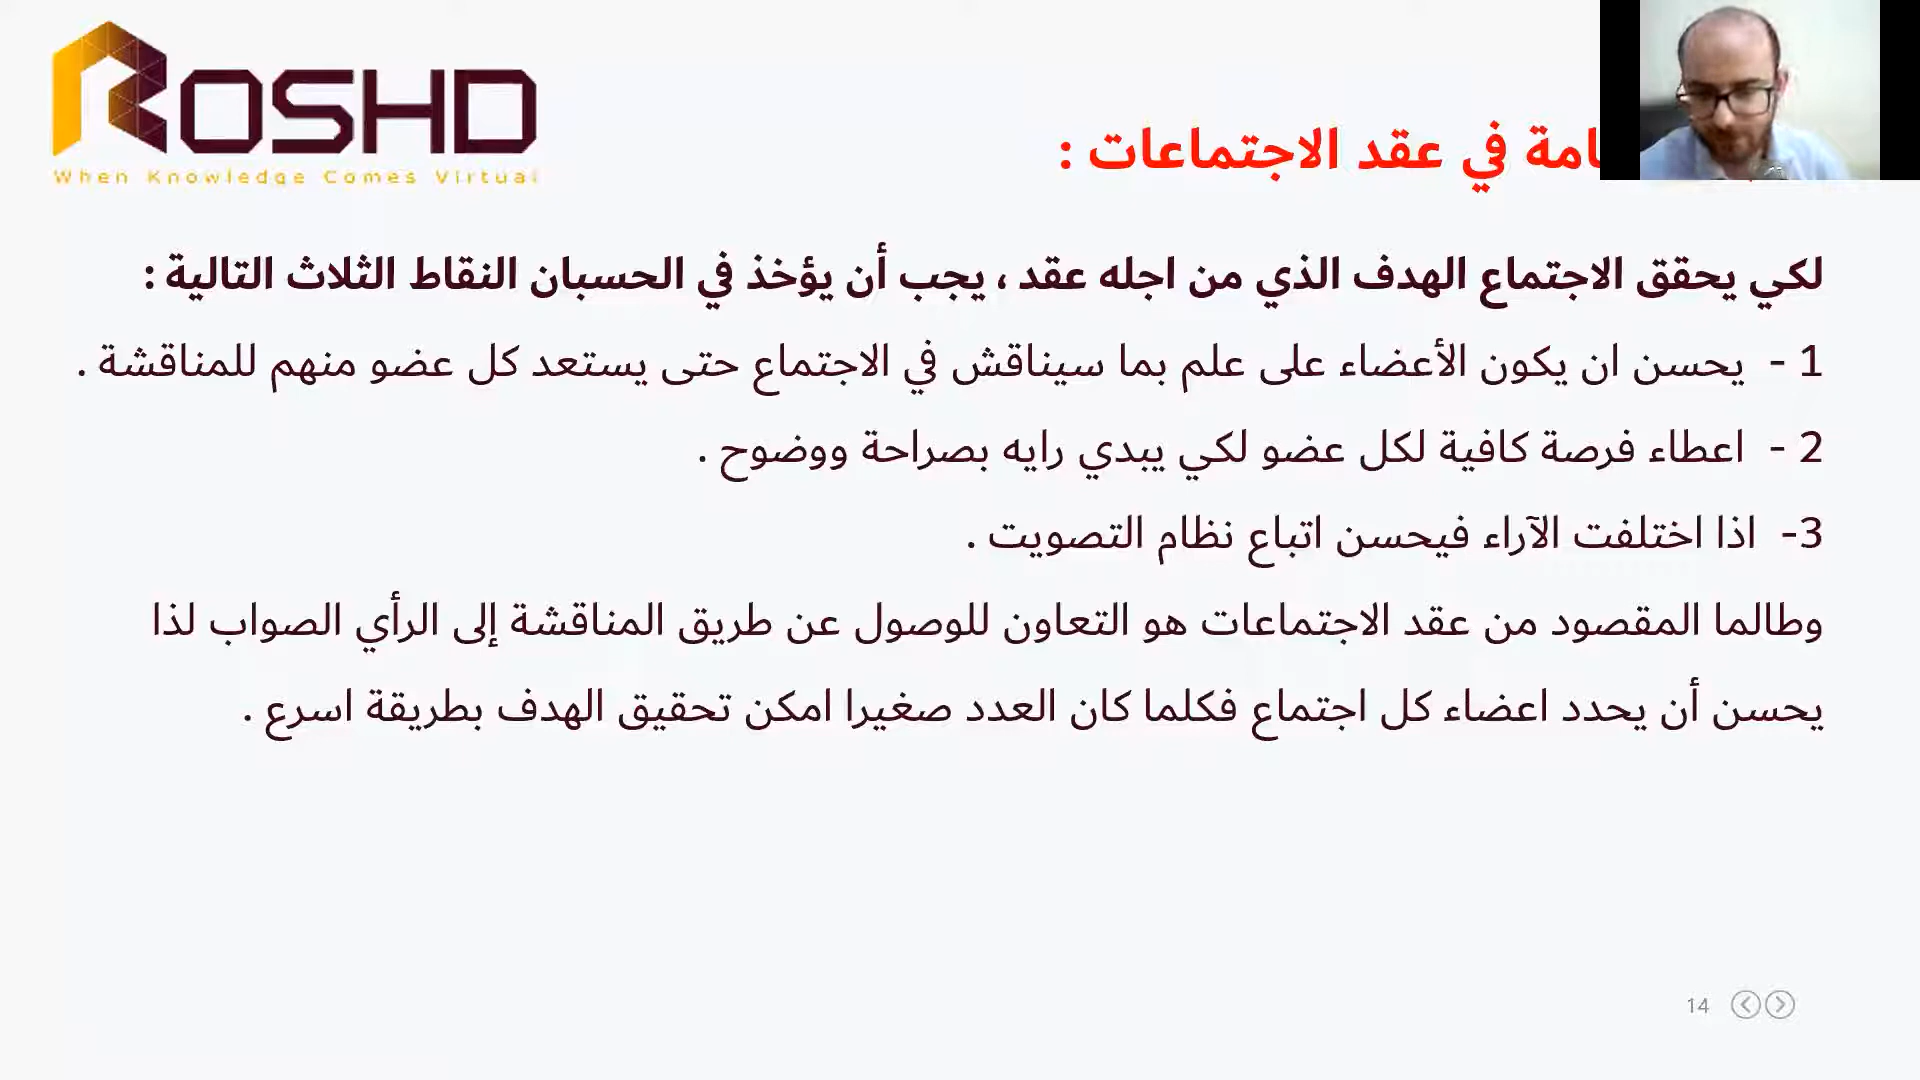 ROSHD
When Knowledge Comes Virtual
في عقد الاجتماعات :
لكي يحقق الاجتماع الهدف الذي من اجله عقد ، يجب أن يؤخذ في الحسبان النقاط الثلاث التالية :
1 - يحسن ان يكون الأعضاء على علم بما سيناقش في الاجتماع حتى يستعد كل عضو منهم للمناقشة .
2 - اعطاء فرصة كافية لكل عضو لكي يبدي رايه بصراحة ووضوح .
3- اذا اختلفت الآراء فيحسن اتباع نظام التصويت .
وطالما المقصود من عقد الاجتماعات هو التعاون للوصول عن طريق المناقشة إلى الرأي الصواب لذا
يحسن أن يحدد اعضاء كل اجتماع فكلما كان العدد صغيرا امكن تحقيق الهدف بطريقة اسرع .
14